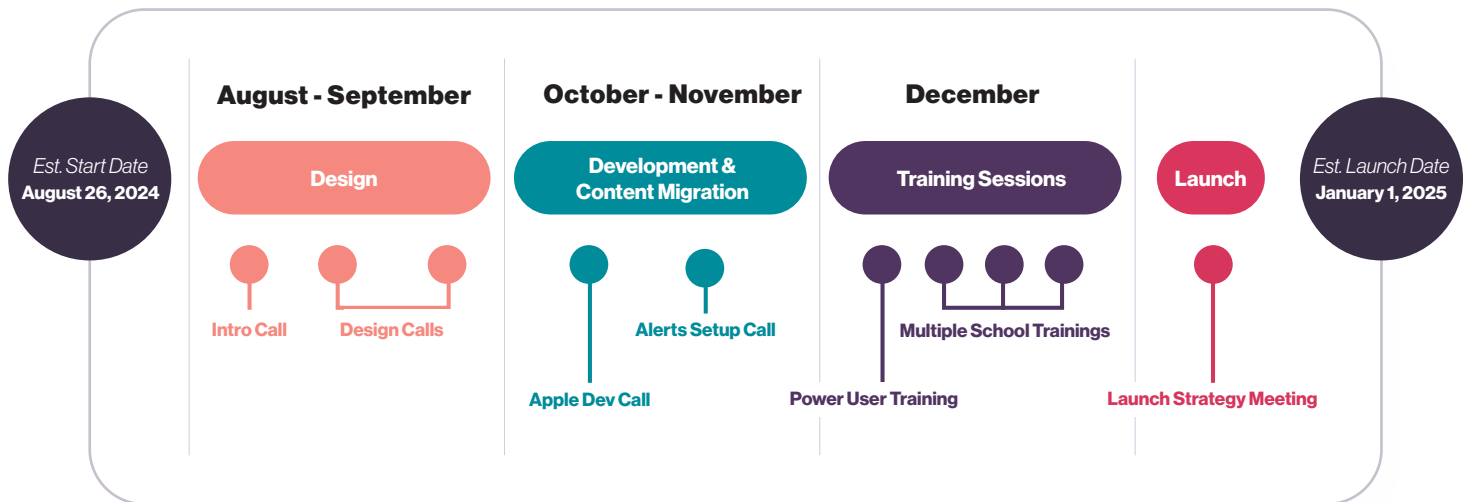 Est. Start Date
August 26, 2024
August - September
Design
Intro Call
Design Calls
October - November
Development &
Content Migration
Alerts Setup Call
Apple Dev Call
December
Training Sessions
Multiple School Trainings
Power User Training
Launch
Launch Strategy Meeting
Est. Launch Date
January 1, 2025